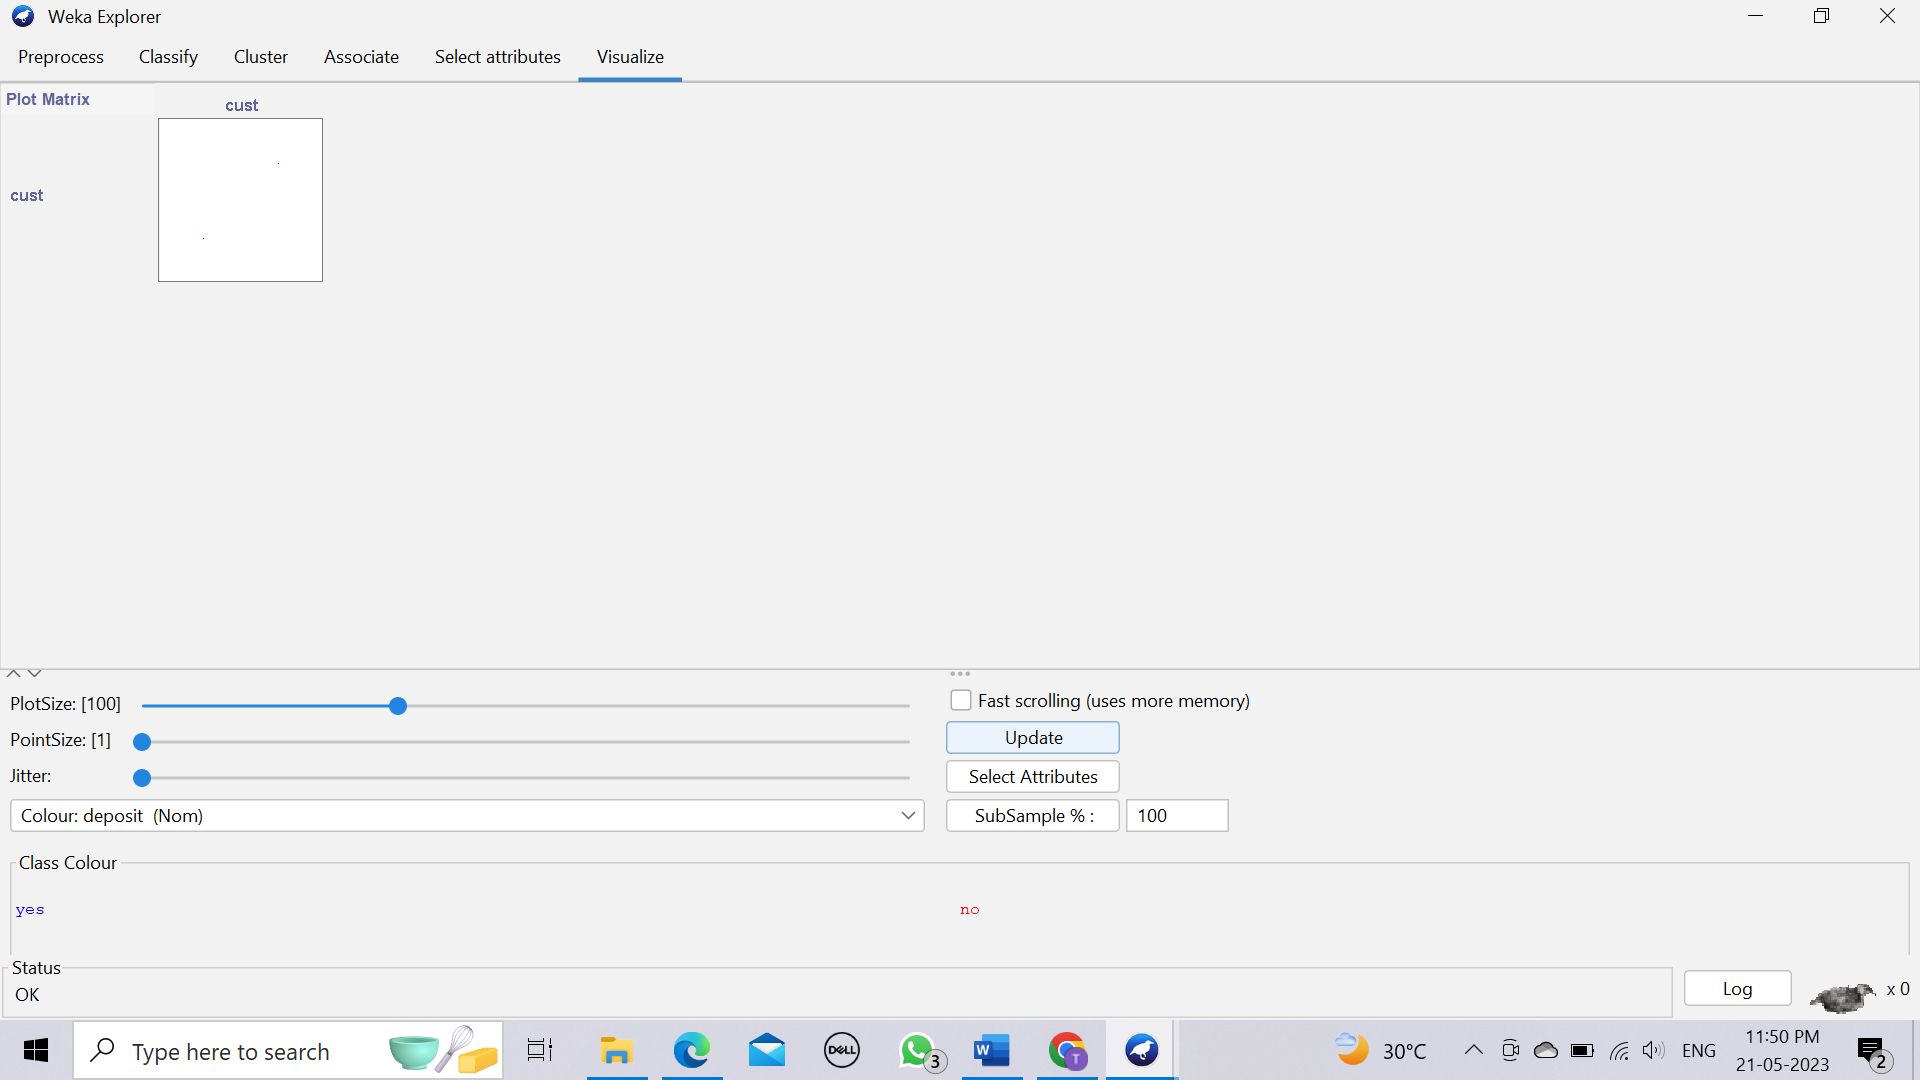 Weka Explorer
Preprocess Classify Cluster Associate Select attributes Visualize
Plot Matrix
cust
cust
PlotSize: [100]
Fast scrolling (uses more memory)
PointSize: [1]
Update
Jitter:
Select Attributes
Colour: deposit (Nom)
SubSample % :
100
Class Colour
yes
no
Status
OK
Log
x 0
Type here to search
DELL
3
W
T
30°C
ENG
11:50 PM
21-05-2023
2